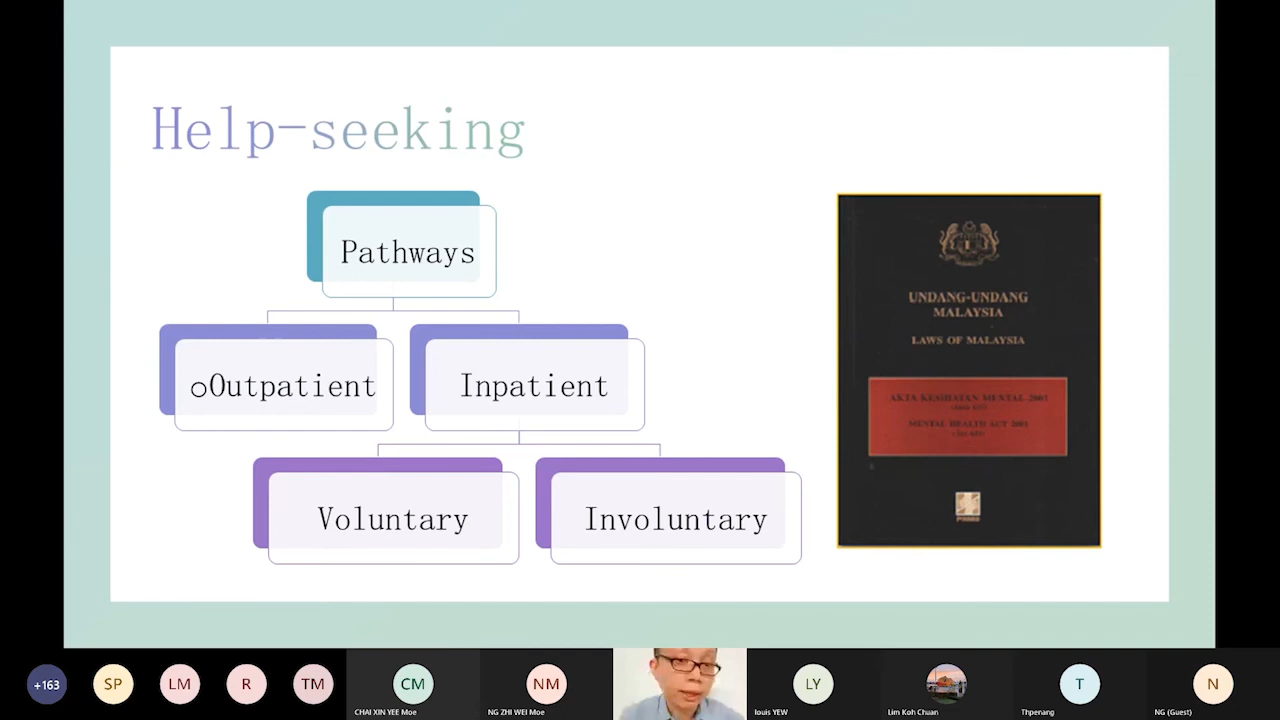 Help-seeking
Pathways
○Outpatient
Inpatient
Voluntary
Involuntary
UNDANG-UNDANG
MALAYSIA
LAWS OF MALAYSIA
AKTA KESIHATAN MENTAL 2001
MENTAL HEALTH ACT 2001
+163
SP
LM
R
TM
CM
CHAI XIN YEE Moe
NM
NG ZHI WEI Moe
LY
louis YEW
Lim Koh Chuan
T
Thpenang
N
NG (Guest)